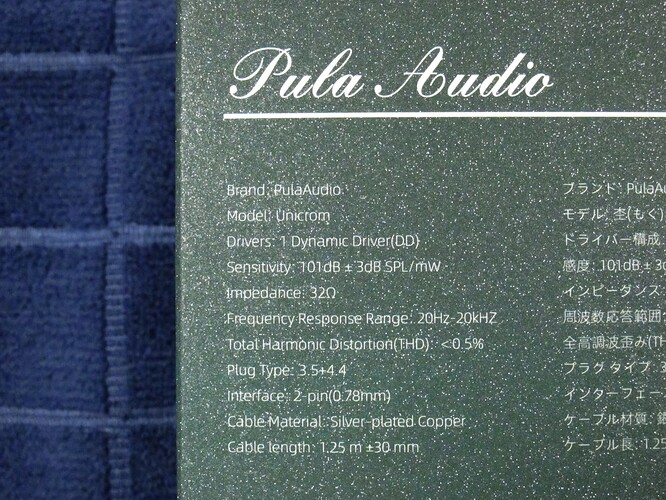 Pula Audio
Brand: PulaAudio
Model: Unicrom
Drivers: 1 Dynamic Driver(DD)
Sensitivity: 101dB ± 3dB SPL/mW
Impedance: 32Ω
Frequency Response Range: 20Hz-20kHZ
Total Harmonic Distortion(THD): <0.5%
Plug Type: 3.5+4.4
Interface: 2-pin(0.78mm)
Cable Material: Silver-plated Copper
Cable length: 1.25 m ±30 mm
ブランド: PulaAu
モデル: 杢(もく)
ドライバー構成
感度: 101dB ± 3d
インピーダンス
周波数応答範囲
全高調波歪み(TH
プラグ タイプ: 3
インターフェー
ケーブル材質: 銀
ケーブル長: 1.25